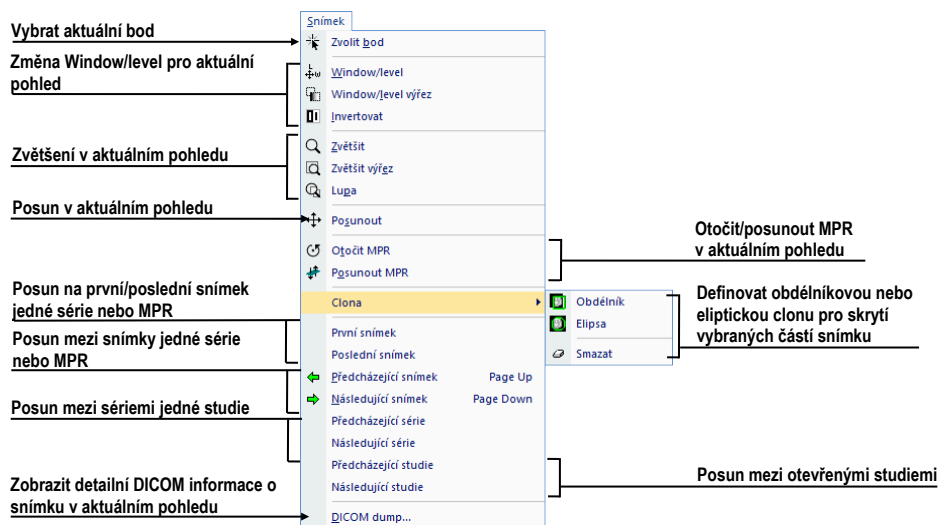 Snímek
Vybrat aktuální bod
Zvolit bod
Změna Window/level pro aktuální
pohled
Window/level
Window/level výřez
Invertovat
Zvětšení v aktuálním pohledu
Zvětšit
Zvětšit výřez
Lupa
Posun v aktuálním pohledu
Posunout
Otočit MPR
Posunout MPR
Otočit/posunout MPR
v aktuálním pohledu
Clona
Obdélník
Elipsa
Smazat
Definovat obdélníkovou nebo
eliptickou clonu pro skrytí
vybraných částí snímku
Posun na první/poslední snímek
jedné série nebo MPR
První snímek
Poslední snímek
Posun mezi snímky jedné série
nebo MPR
Předcházející snímek Page Up
Následující snímek Page Down
Posun mezi sériemi jedné studie
Předcházející série
Následující série
Předcházející studie
Následující studie
Posun mezi otevřenými studiemi
Zobrazit detailní DICOM informace o
snímku v aktuálním pohledu
DICOM dump...